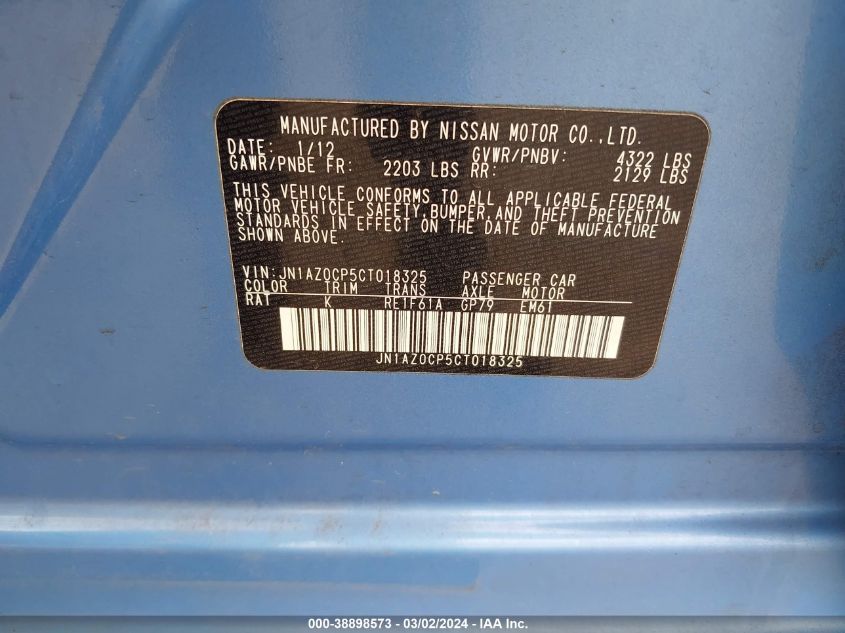 MANUFACTURED BY NISSAN MOTOR CO.,LTD.
DATE: 1/12 GVWR/PNBV: 4322 LBS
GAWR/PNBE FR: 2203 LBS RR: 2129 LBS
THIS VEHICLE CONFORMS TO ALL APPLICABLE FEDERAL
MOTOR VEHICLE SAFETY,BUMPER,AND THEFT PREVENTION
STANDARDS IN EFFECT ON THE DATE OF MANUFACTURE
SHOWN ABOVE.
VIN:JN1AZ0CP5CT018325 PASSENGER CAR
COLOR TRIM TRANS AXLE MOTOR
RAT K RE1F61A GP79 EM61
JN1AZ0CP5CT018325
000-38898573 - 03/02/2024 - IAA Inc.